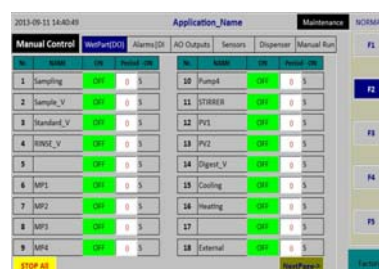 2013-09-11 14:40:49 Application_Name Maintenance NORMA
Manual Control WetPart(DO) Alarms(DI AO Outputs Sensors Dispenser Manual Run F1
No. NAME ON Period -ON No. NAME ON Period -ON
1 Sampling OFF 0 S 10 Pump4 OFF 0 S
2 Sample_V OFF 0 S 11 STIRRER OFF 0 S F2
3 Standard_V OFF 0 S 12 PV1 OFF 0 S
4 RINSE_V OFF 0 S 13 PV2 OFF 0 S F3
5 OFF 0 S 14 Digest_V OFF 0 S
6 MP1 OFF 0 S 15 Cooling OFF 0 S F4
7 MP2 OFF 0 S 16 Heating OFF 0 S
8 MP3 OFF 0 S 17 OFF 0 S F5
9 MP4 OFF 0 S 18 External OFF 0 S
STOP All NextPage->